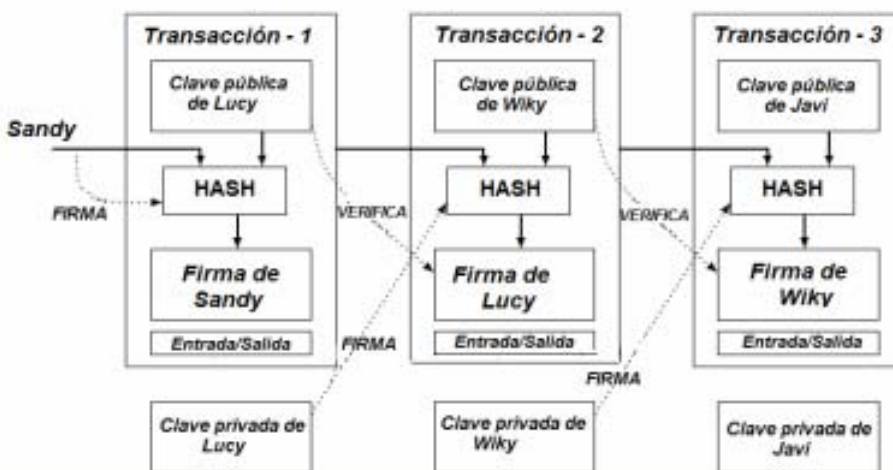 Transacción - 1
Transacción - 2
Transacción - 3
Clave pública
de Lucy
Clave pública
de Wiky
Clave pública
de Javi
Sandy
HASH
HASH
HASH
FIRMA
VERIFICA
VERIFICA
Firma de
Sandy
Firma de
Lucy
Firma de
Wiky
Entrada/Salida
FIRMA
Entrada/Salida
Entrada/Salida
FIRMA
Clave privada de
Lucy
Clave privada de
Wiky
Clave privada de
Javi